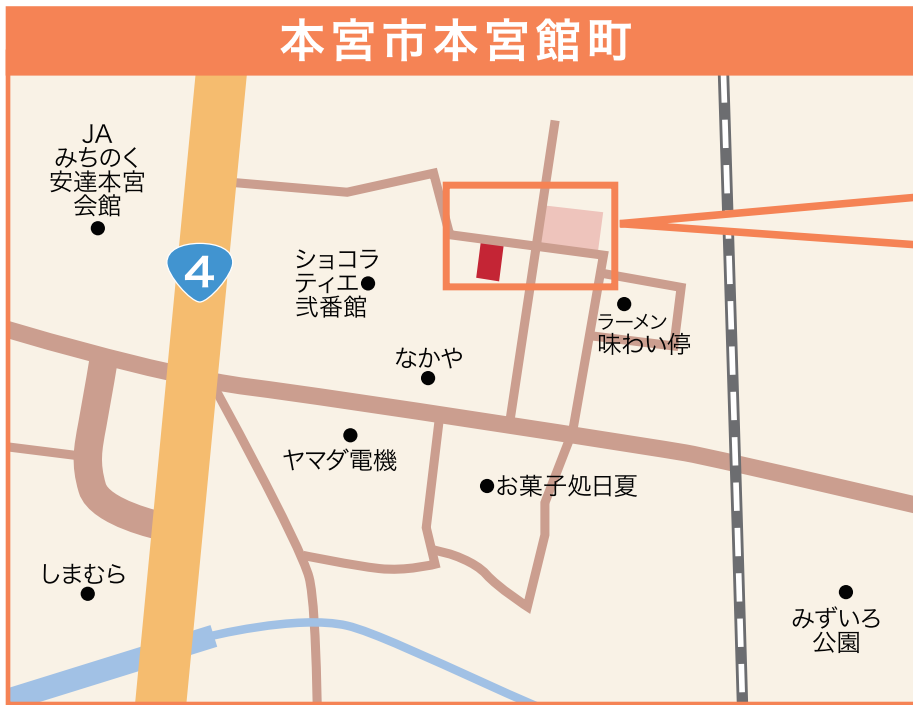 本宮市本宮館町
JA
みちのく
安達本宮
会館
4
ショコラ
ティエ
弐番館
ラーメン
味わい停
なかや
ヤマダ電機
お菓子処日夏
しまむら
みずいろ
公園